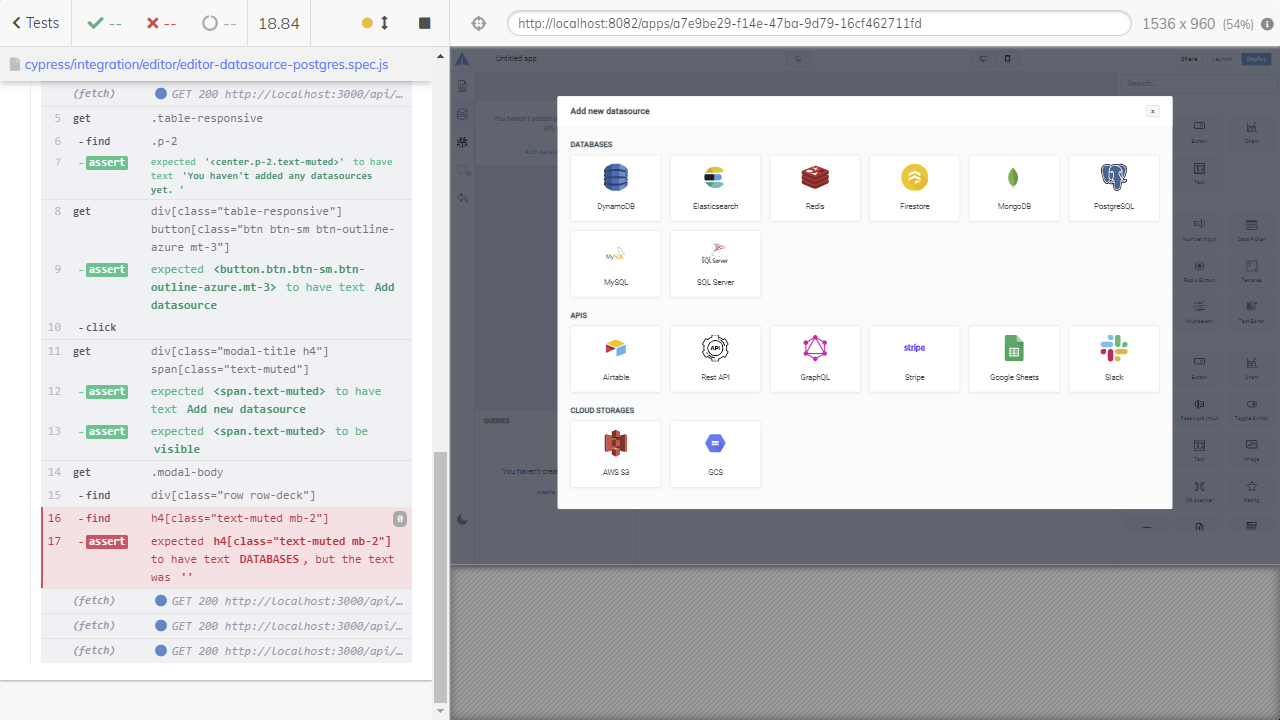 Tests
--
--
--
18.84
http://localhost:8082/apps/a7e9be29-f14e-47ba-9d79-16cf462711fd
1536 x 960 (54%)
cypress/integration/editor/editor-datasource-postgres.spec.js
(fetch) GET 200 http://localhost:3000/api/…
5 get .table-responsive
6 - find .p-2
7 - assert expected '<center.p-2.text-muted>' to have
text 'You haven't added any datasources
yet. '
8 get div[class="table-responsive"]
button[class="btn btn-sm btn-outline-
azure mt-3"]
9 - assert expected <button.btn.btn-sm.btn-
outline-azure.mt-3> to have text Add
datasource
10 - click
11 get div[class="modal-title h4"]
span[class="text-muted"]
12 - assert expected <span.text-muted> to have
text Add new datasource
13 - assert expected <span.text-muted> to be
visible
14 get .modal-body
15 - find div[class="row row-deck"]
16 - find h4[class="text-muted mb-2"] 0
17 - assert expected h4[class="text-muted mb-2"]
to have text DATABASES, but the text
was ''
(fetch) GET 200 http://localhost:3000/api/…
(fetch) GET 200 http://localhost:3000/api/…
(fetch) GET 200 http://localhost:3000/api/…
Untitled app
Share Launch Deploy
Search...
You haven't added a
yet.
Add datas
QUERIES
You haven't crea
create
Add new datasource
x
DATABASES
DynamoDB Elasticsearch Redis Firestore MongoDB PostgreSQL
MySQL SQL Server
APIS
API
stripe
Airtable Rest API GraphQL Stripe Google Sheets Slack
CLOUD STORAGES
AWS S3 GCS
Button Chart
Text
Number Input Date Picker
Radio Button Textarea
Multiselect Text Editor
Button Chart
Password Input Toggle Switch
Text Image
QR Scanner Rating